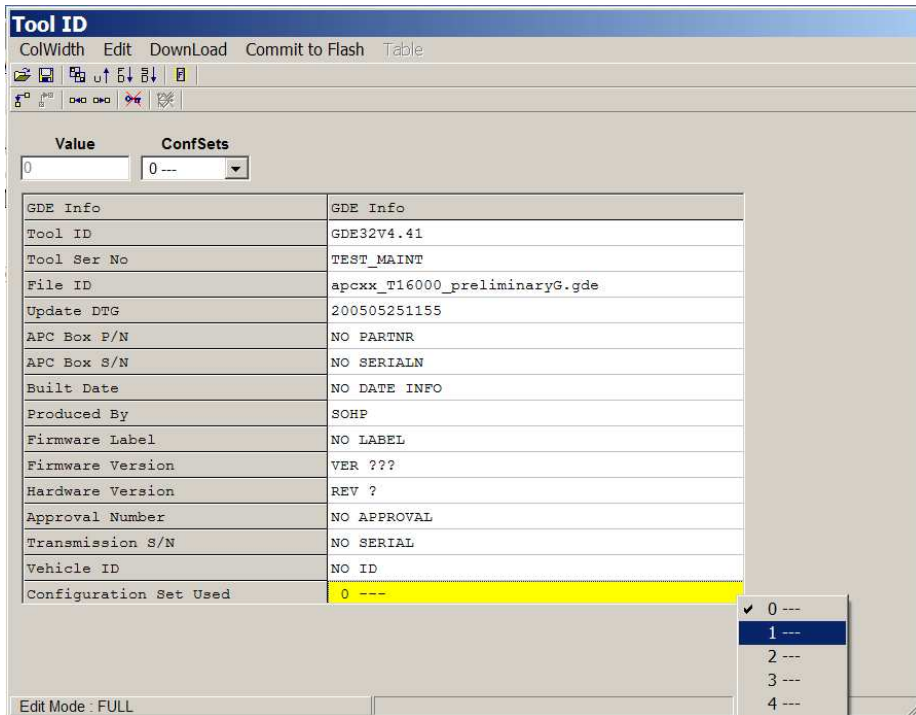 Tool ID
ColWidth Edit DownLoad Commit to Flash Table
Value ConfSets
0 0 ---
GDE Info GDE Info
Tool ID GDE32V4.41
Tool Ser No TEST_MAINT
File ID apcxx_T16000_preliminaryG.gde
Update DTG 200505251155
APC Box P/N NO PARTNR
APC Box S/N NO SERIALN
Built Date NO DATE INFO
Produced By SOHP
Firmware Label NO LABEL
Firmware Version VER ???
Hardware Version REV ?
Approval Number NO APPROVAL
Transmission S/N NO SERIAL
Vehicle ID NO ID
Configuration Set Used 0 ---
0 ---
1 ---
2 ---
3 ---
4 ---
Edit Mode : FULL